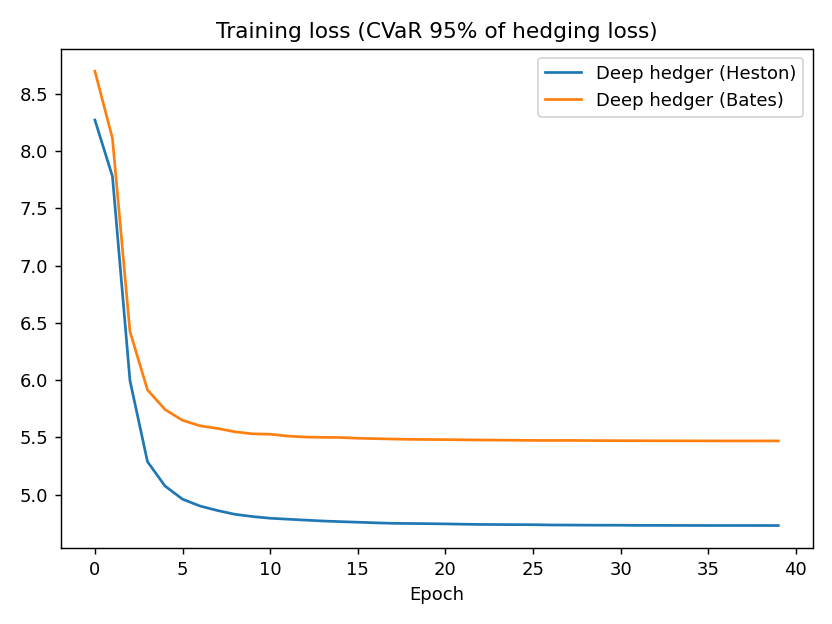 Training loss (CVaR 95% of hedging loss)
Deep hedger (Heston)
Deep hedger (Bates)
8.5
8.0
7.5
7.0
6.5
6.0
5.5
5.0
0 5 10 15 20 25 30 35 40
Epoch